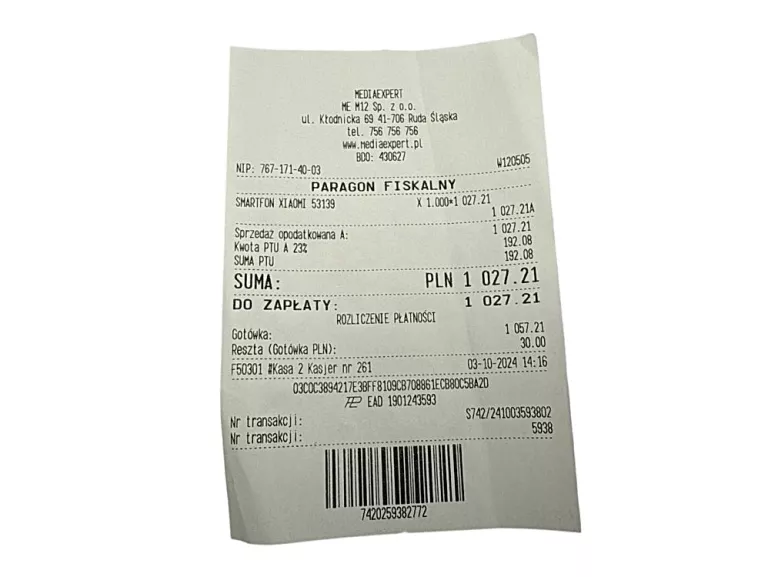 MEDIAEXPERT
ME M12 Sp. z o.o.
ul. Kłodnicka 69 41-706 Ruda Śląska
tel. 756 756 756
www.mediaexpert.pl
BDO: 430627
NIP: 767-171-40-03 W120505
PARAGON FISKALNY
SMARTFON XIAOMI 53139 X 1.000*1 027.21
1 027.21A
Sprzedaż opodatkowana A: 1 027.21
Kwota PTU A 23% 192.08
SUMA PTU 192.08
SUMA: PLN 1 027.21
DO ZAPŁATY: 1 027.21
ROZLICZENIE PŁATNOŚCI
Gotówka: 1 057.21
Reszta (Gotówka PLN): 30.00
F50301 #Kasa 2 Kasjer nr 261 03-10-2024 14:16
D3C0C3894217E3BFF8109C8708861ECB80C5BA2D
EAD 1901243593
Nr transakcji: S742/241003593802
Nr transakcji: 5938
7420259382772